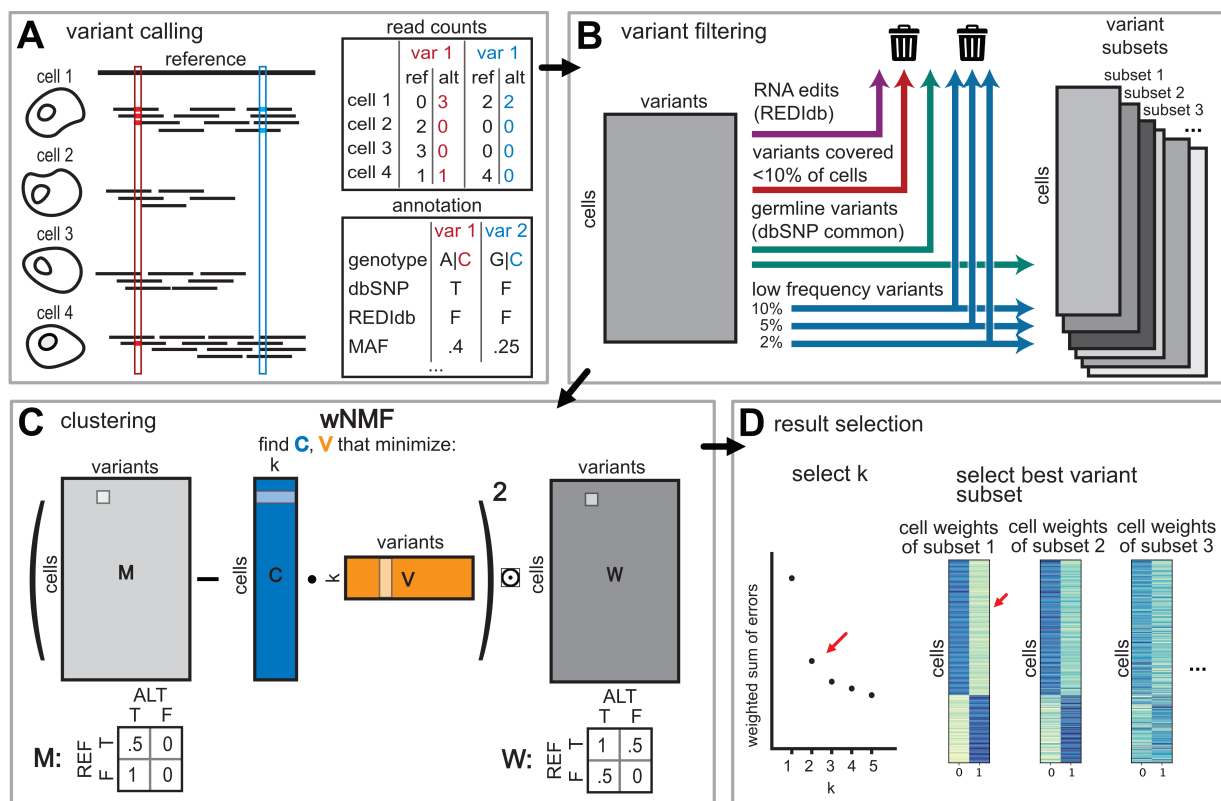 A variant calling
reference
cell 1
cell 2
cell 3
cell 4
read counts
var 1 var 1
ref alt ref alt
cell 1 0 3 2 2
cell 2 2 0 0 0
cell 3 3 0 0 0
cell 4 1 1 4 0
annotation
var 1 var 2
genotype A|C G|C
dbSNP T F
REDIdb F F
MAF .4 .25
...
B variant filtering
variants
cells
RNA edits
(REDIdb)
variants covered
<10% of cells
germline variants
(dbSNP common)
low frequency variants
10%
5%
2%
variant
subsets
subset 1
subset 2
subset 3
...
cells
C clustering
wNMF
find C, V that minimize:
variants
cells
M
k
cells
C
variants
k
V
2
variants
cells
W
M:
ALT
T F
REF
T .5 0
F 1 0
W:
ALT
T F
REF
T 1 .5
F .5 0
D result selection
select k
weighted sum of errors
1 2 3 4 5
k
select best variant
subset
cell weights
of subset 1
cells
0 1
cell weights
of subset 2
cells
0 1
cell weights
of subset 3
cells
0 1
...